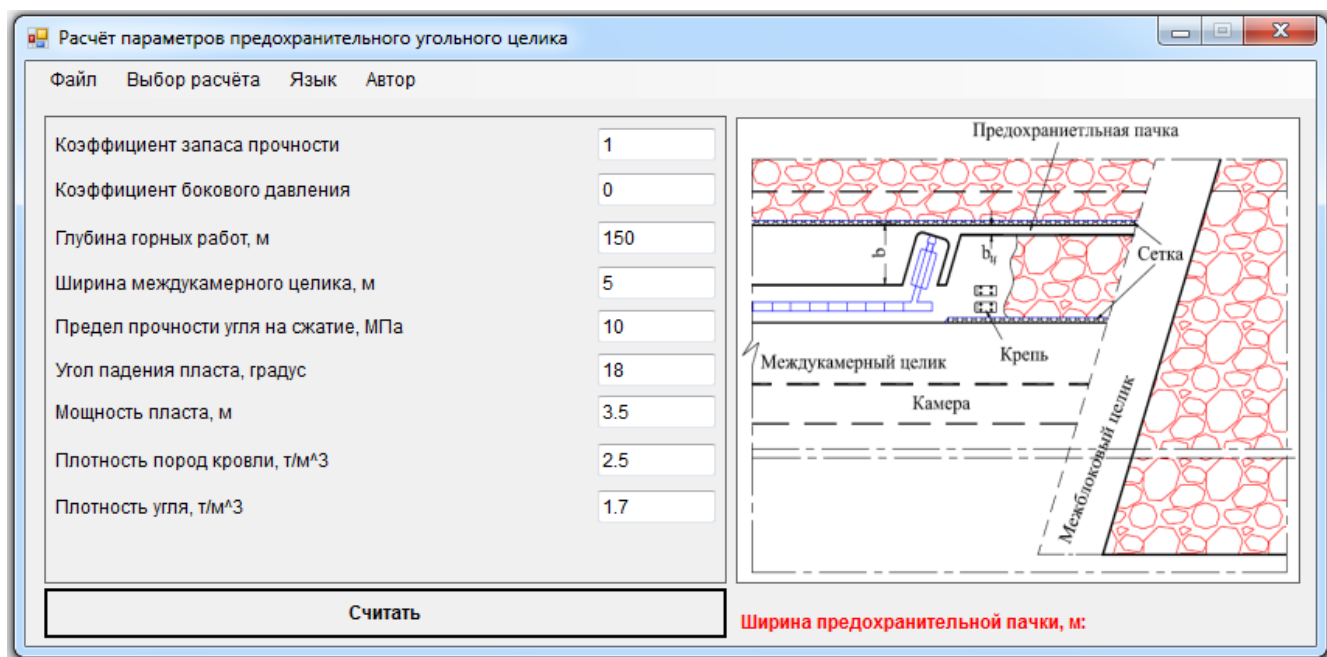 Расчёт параметров предохранительного угольного целика
Файл Выбор расчёта Язык Автор
Коэффициент запаса прочности 1
Коэффициент бокового давления 0
Глубина горных работ, м 150
Ширина междукамерного целика, м 5
Предел прочности угля на сжатие, МПа 10
Угол падения пласта, градус 18
Мощность пласта, м 3.5
Плотность пород кровли, т/м^3 2.5
Плотность угля, т/м^3 1.7
Считать
Предохраниетльная пачка
b
bц
Сетка
Крепь
Междукамерный целик
Камера
Межблоковый целик
Ширина предохранительной пачки, м: